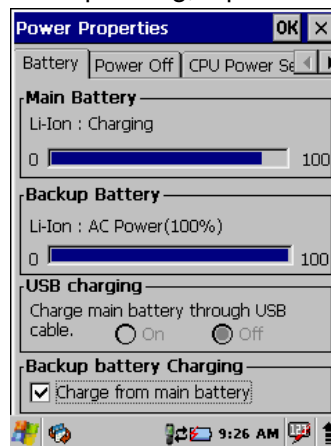 Power Properties OK ×
Battery Power Off CPU Power Se
Main Battery
Li-Ion : Charging
0 100
Backup Battery
Li-Ion : AC Power(100%)
0 100
USB charging
Charge main battery through USB
cable. On Off
Backup battery Charging
Charge from main battery
9:26 AM